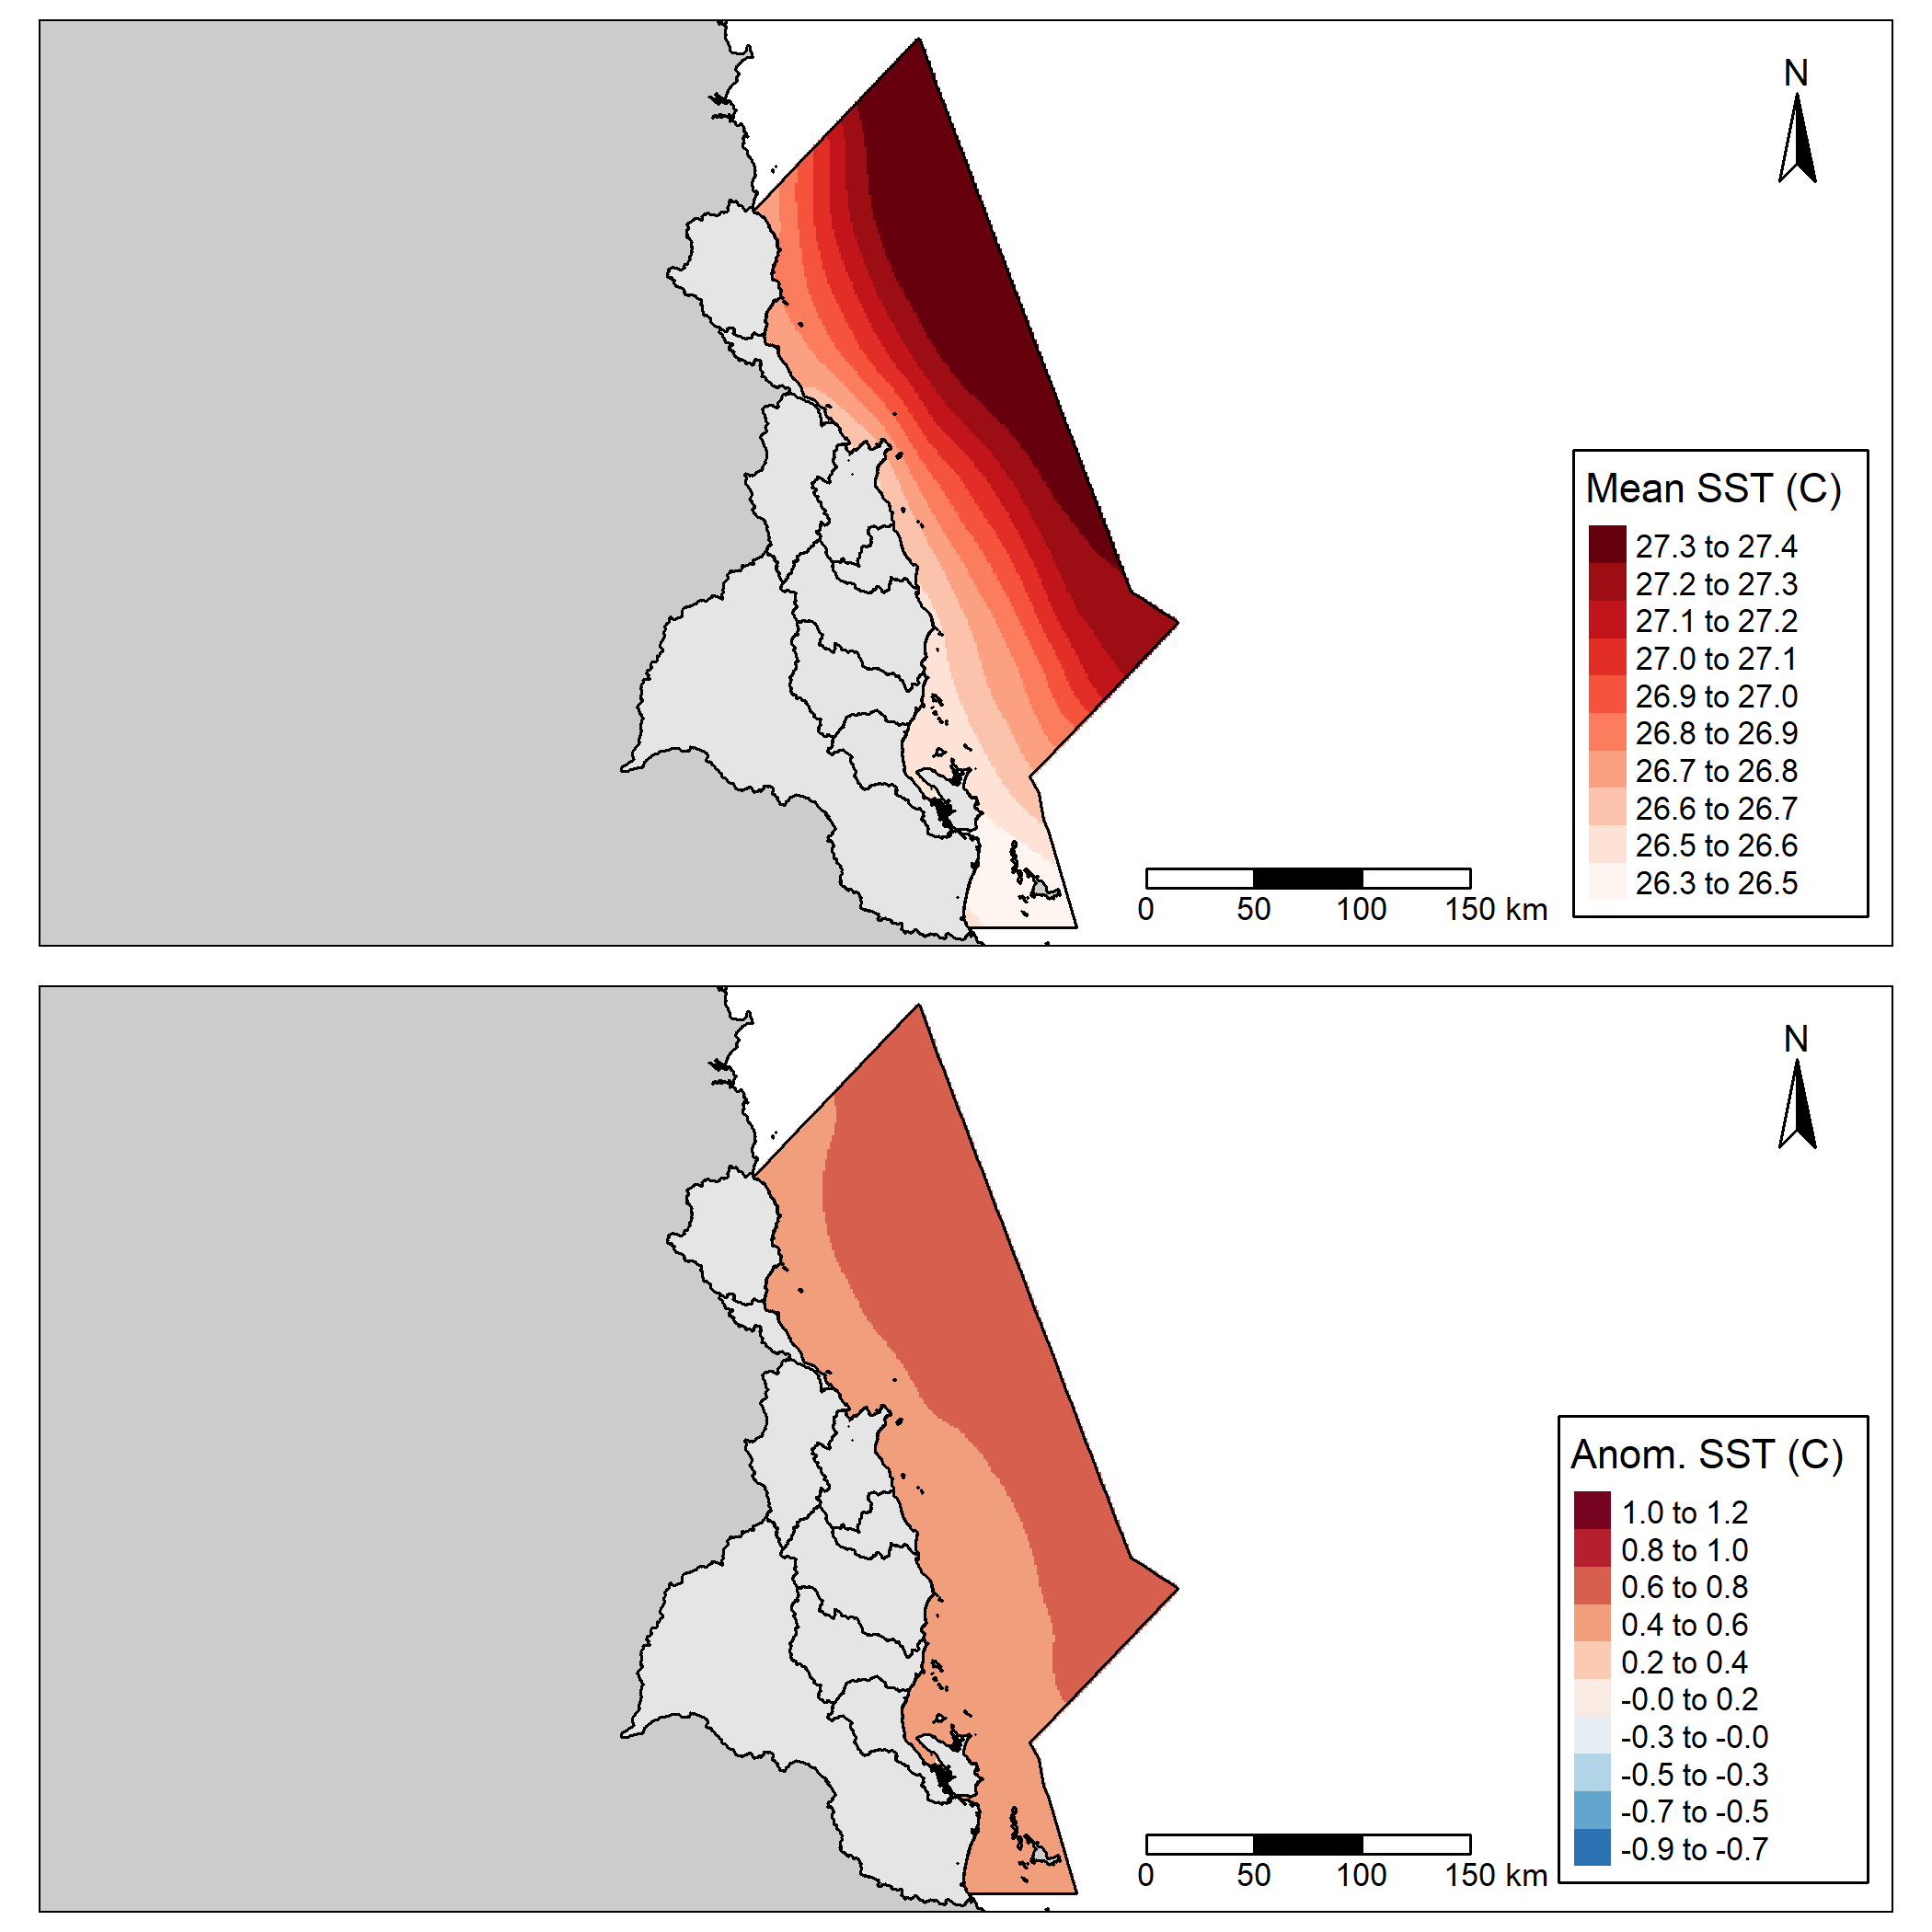 N
Mean SST (C)
27.3 to 27.4
27.2 to 27.3
27.1 to 27.2
27.0 to 27.1
26.9 to 27.0
26.8 to 26.9
26.7 to 26.8
26.6 to 26.7
26.5 to 26.6
26.3 to 26.5
0 50 100 150 km
N
Anom. SST (C)
1.0 to 1.2
0.8 to 1.0
0.6 to 0.8
0.4 to 0.6
0.2 to 0.4
-0.0 to 0.2
-0.3 to -0.0
-0.5 to -0.3
-0.7 to -0.5
-0.9 to -0.7
0 50 100 150 km